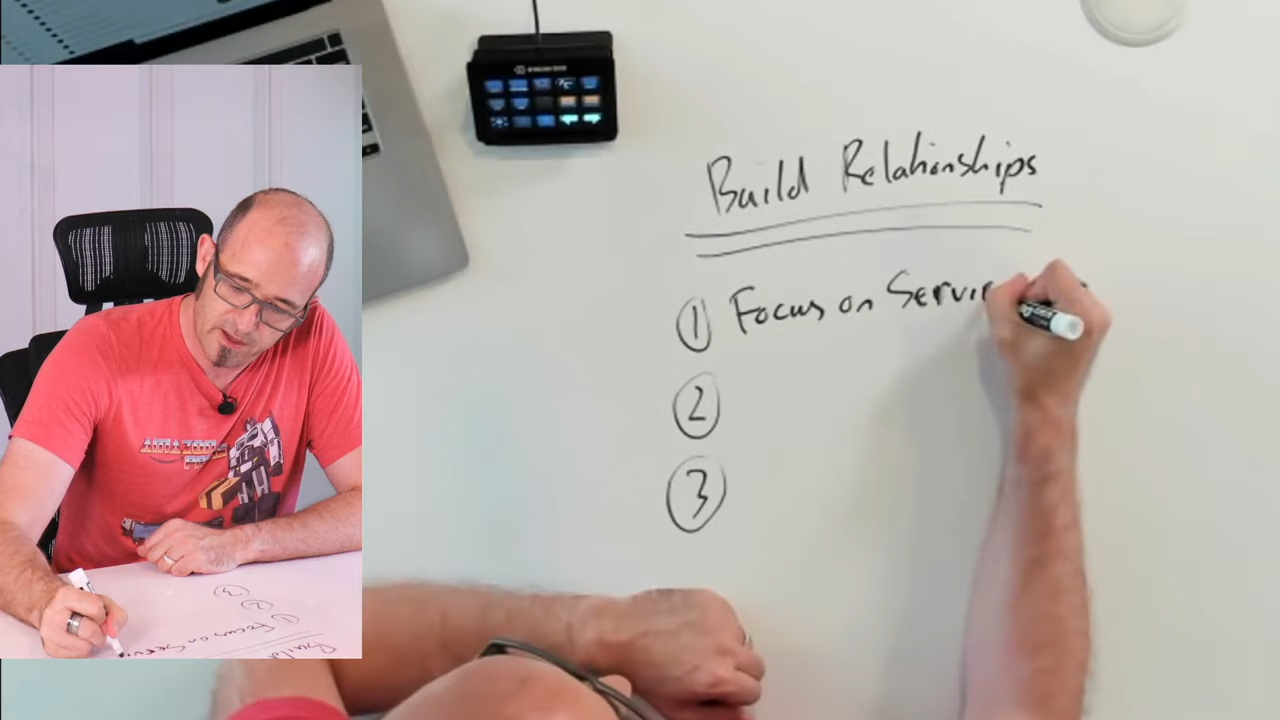 Build Relationships
① Focus on Servi
②
③